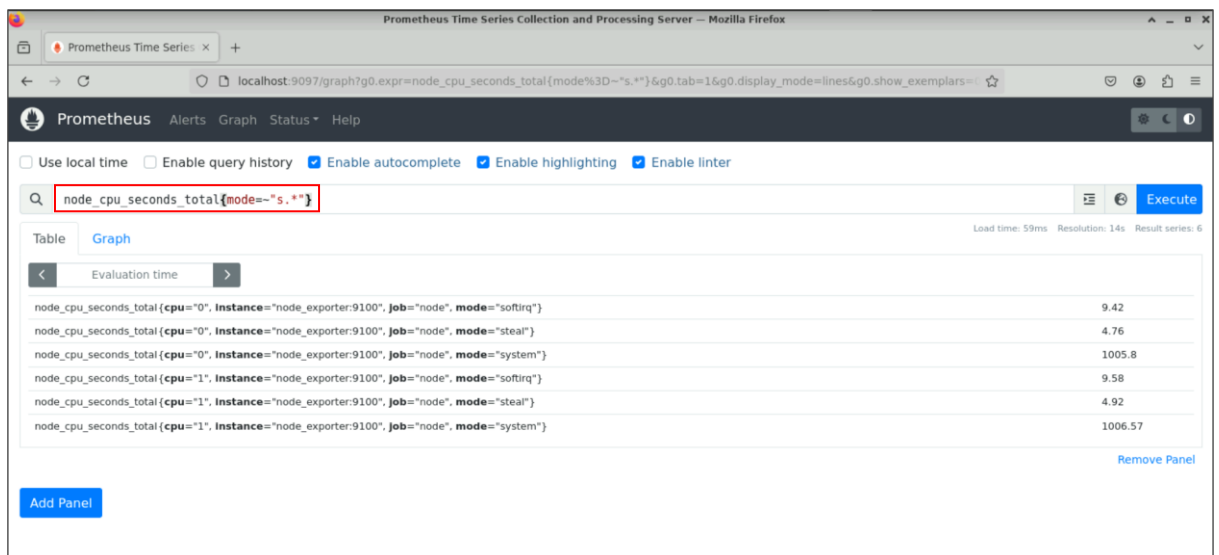 Prometheus Time Series Collection and Processing Server — Mozilla Firefox
Prometheus Time Series
localhost:9097/graph?g0.expr=node_cpu_seconds_total{mode%3D~"s.*"}&g0.tab=1&g0.display_mode=lines&g0.show_exemplars=
Prometheus Alerts Graph Status Help
Use local time Enable query history Enable autocomplete Enable highlighting Enable linter
node_cpu_seconds_total{mode=~"s.*"} Execute
Table Graph Load time: 59ms Resolution: 14s Result series: 6
Evaluation time
node_cpu_seconds_total{cpu="0", instance="node_exporter:9100", job="node", mode="softirq"} 9.42
node_cpu_seconds_total{cpu="0", instance="node_exporter:9100", job="node", mode="steal"} 4.76
node_cpu_seconds_total{cpu="0", instance="node_exporter:9100", job="node", mode="system"} 1005.8
node_cpu_seconds_total{cpu="1", instance="node_exporter:9100", job="node", mode="softirq"} 9.58
node_cpu_seconds_total{cpu="1", instance="node_exporter:9100", job="node", mode="steal"} 4.92
node_cpu_seconds_total{cpu="1", instance="node_exporter:9100", job="node", mode="system"} 1006.57
Remove Panel
Add Panel